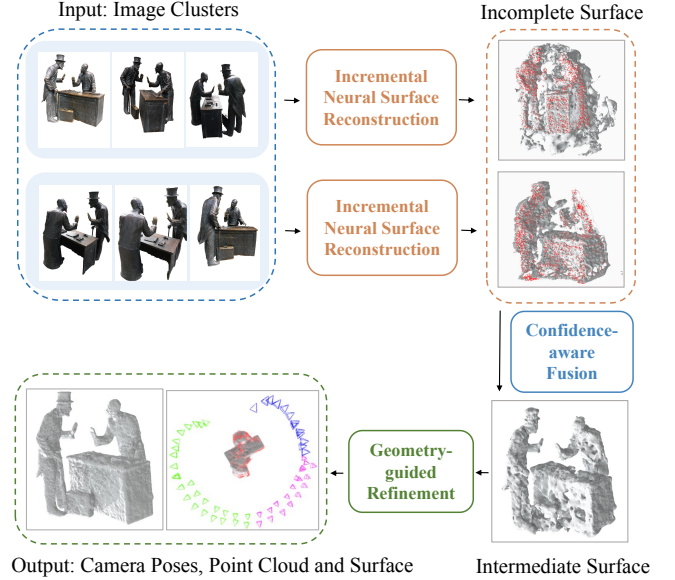 Input: Image Clusters
Incomplete Surface
Incremental
Neural Surface
Reconstruction
Incremental
Neural Surface
Reconstruction
Confidence-
aware
Fusion
Geometry-
guided
Refinement
Output: Camera Poses, Point Cloud and Surface
Intermediate Surface